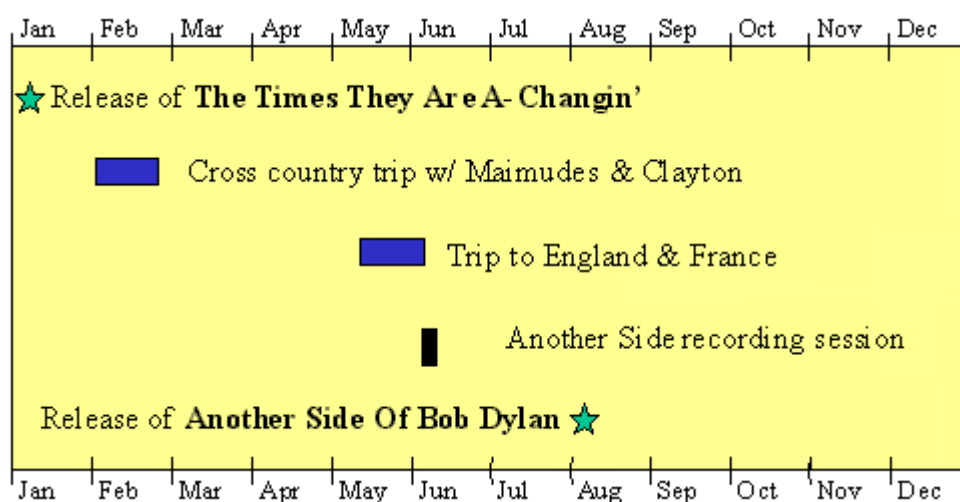 Jan Feb Mar Apr May Jun Jul Aug Sep Oct Nov Dec
Release of The Times They Are A-Changin’
Cross country trip w/ Maimudes & Clayton
Trip to England & France
Another Side recording session
Release of Another Side Of Bob Dylan
Jan Feb Mar Apr May Jun Jul Aug Sep Oct Nov Dec